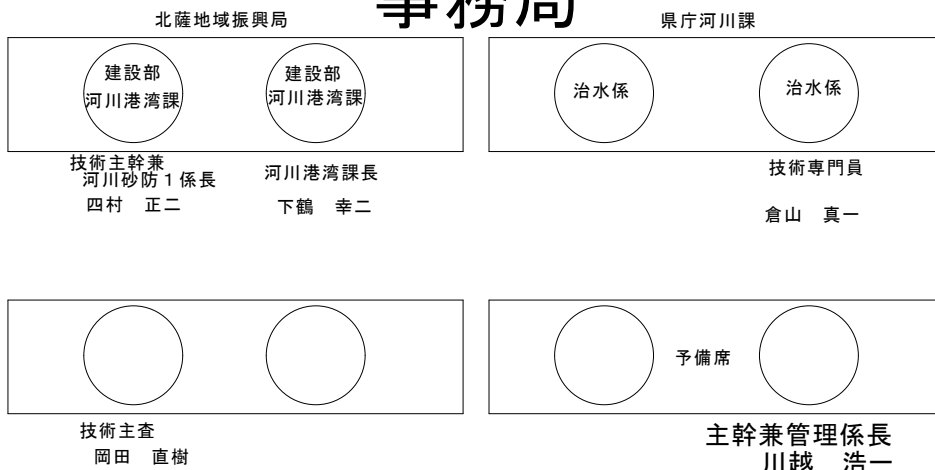 事務局
北薩地域振興局
県庁河川課
建設部
河川港湾課
建設部
河川港湾課
治水係
治水係
技術主幹兼
河川砂防１係長
四村　正二
河川港湾課長
下鶴　幸二
技術専門員
倉山　真一
予備席
技術主査
岡田　直樹
主幹兼管理係長
川越　浩一